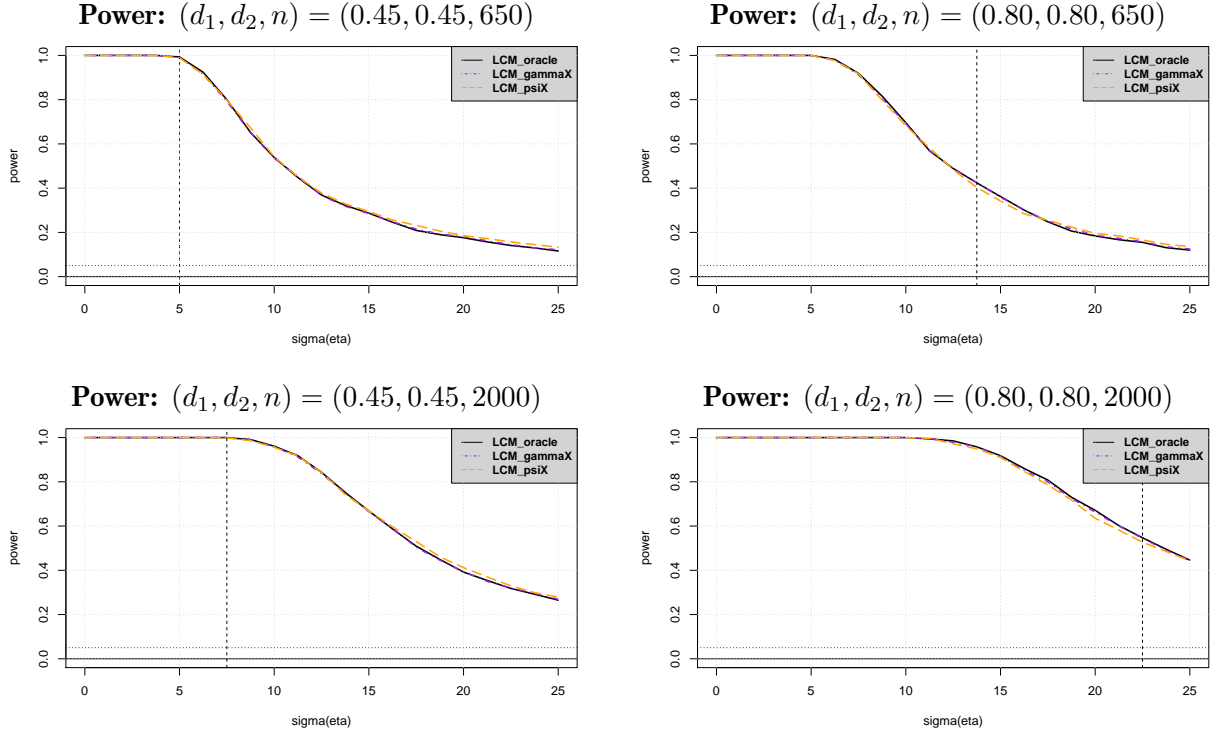 Power: (d₁, d₂, n) = (0.45, 0.45, 650)
LCM_oracle
LCM_gammaX
LCM_psiX
power
0.0 0.2 0.4 0.6 0.8 1.0
0 5 10 15 20 25
sigma(eta)
Power: (d₁, d₂, n) = (0.80, 0.80, 650)
LCM_oracle
LCM_gammaX
LCM_psiX
power
0.0 0.2 0.4 0.6 0.8 1.0
0 5 10 15 20 25
sigma(eta)
Power: (d₁, d₂, n) = (0.45, 0.45, 2000)
LCM_oracle
LCM_gammaX
LCM_psiX
power
0.0 0.2 0.4 0.6 0.8 1.0
0 5 10 15 20 25
sigma(eta)
Power: (d₁, d₂, n) = (0.80, 0.80, 2000)
LCM_oracle
LCM_gammaX
LCM_psiX
power
0.0 0.2 0.4 0.6 0.8 1.0
0 5 10 15 20 25
sigma(eta)